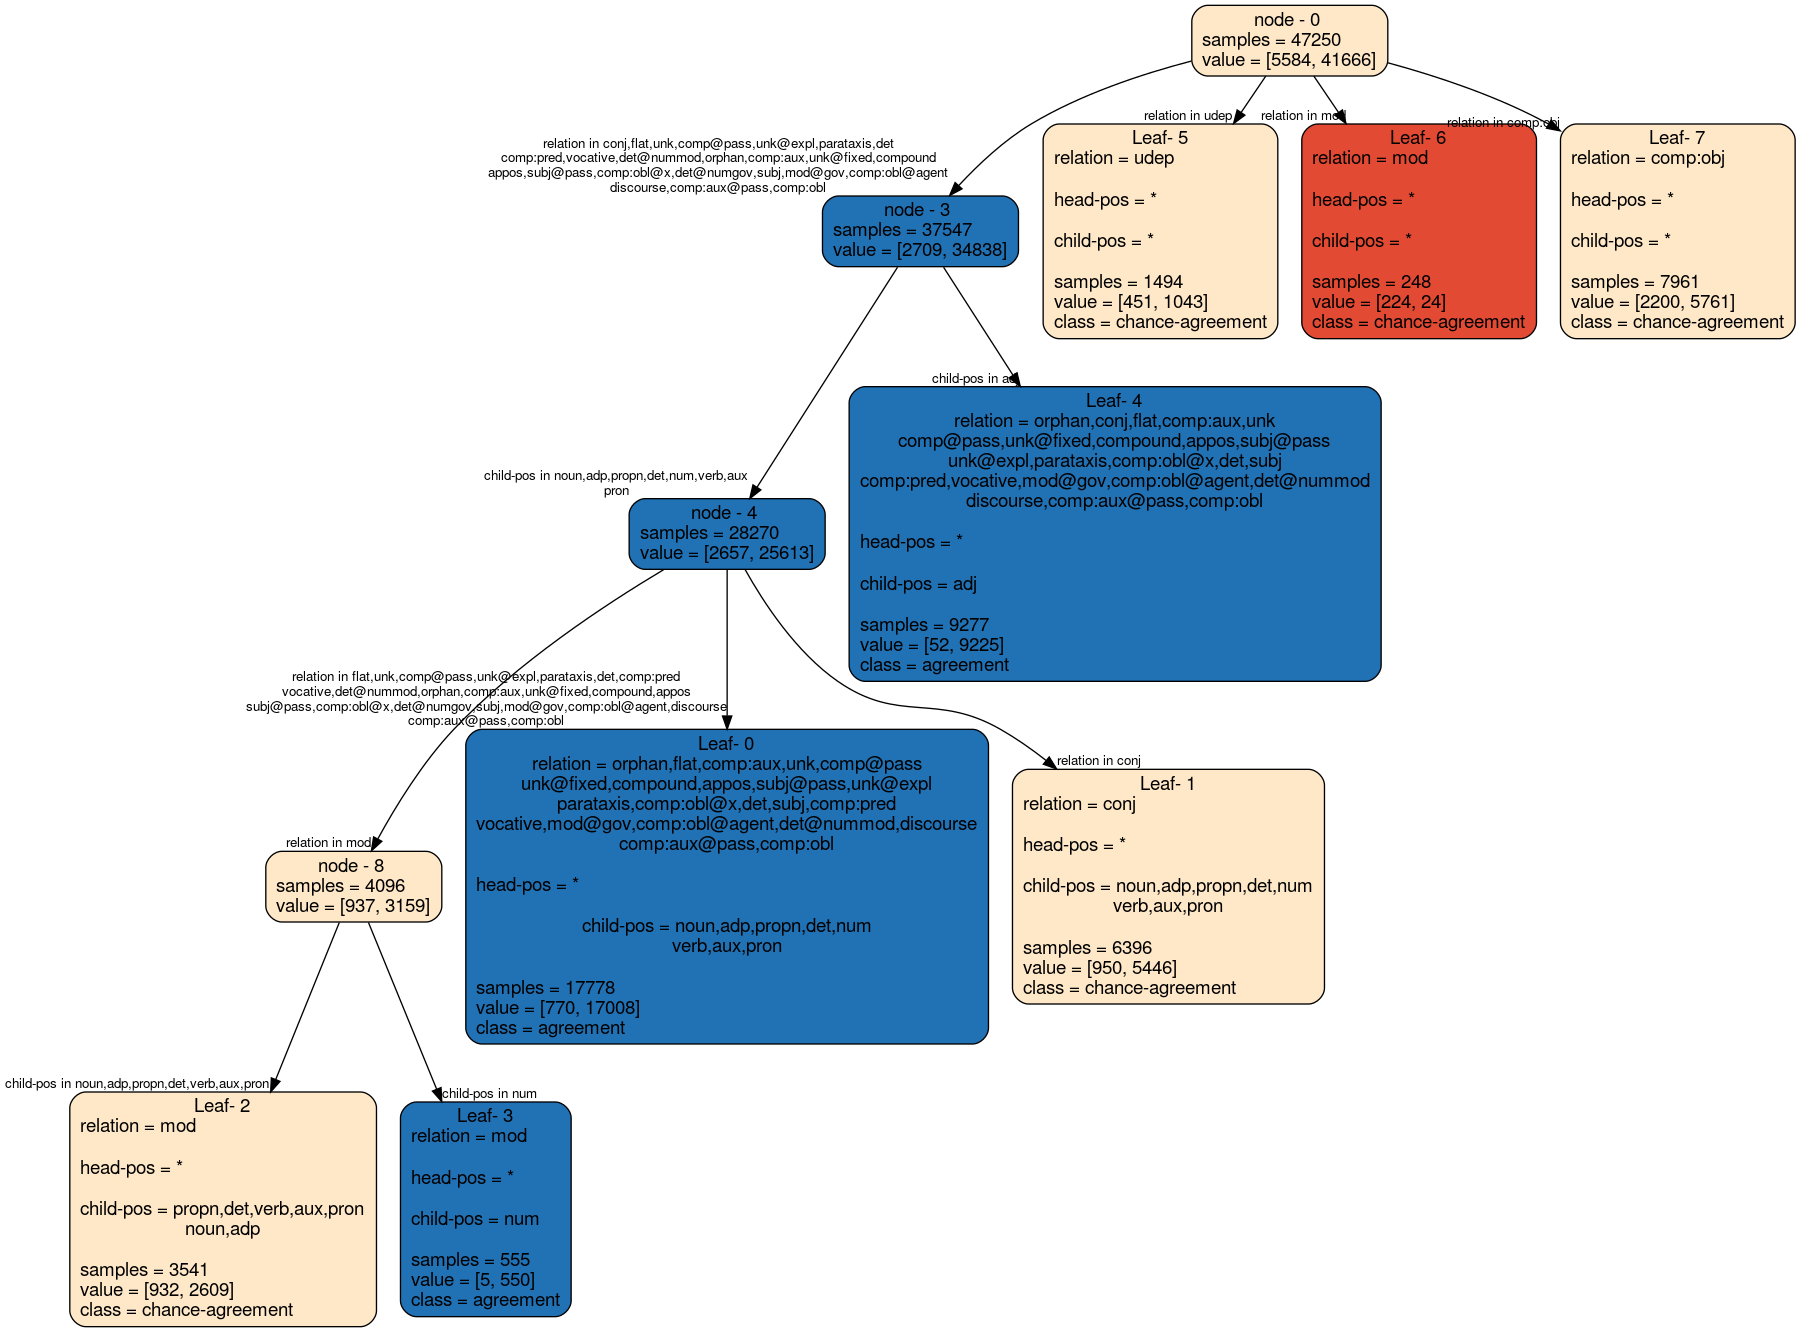 node - 0
samples = 47250
value = [5584, 41666]
relation in udep
relation in mod
relation in comp:obj
relation in conj,flat,unk,comp@pass,unk@expl,parataxis,det
comp:pred,vocative,det@nummod,orphan,comp:aux,unk@fixed,compound
appos,subj@pass,comp:obl@x,det@numgov,subj,mod@gov,comp:obl@agent
discourse,comp:aux@pass,comp:obl
Leaf- 5
relation = udep
head-pos = *
child-pos = *
samples = 1494
value = [451, 1043]
class = chance-agreement
Leaf- 6
relation = mod
head-pos = *
child-pos = *
samples = 248
value = [224, 24]
class = chance-agreement
Leaf- 7
relation = comp:obj
head-pos = *
child-pos = *
samples = 7961
value = [2200, 5761]
class = chance-agreement
node - 3
samples = 37547
value = [2709, 34838]
child-pos in adj
Leaf- 4
relation = orphan,conj,flat,comp:aux,unk
comp@pass,unk@fixed,compound,appos,subj@pass
unk@expl,parataxis,comp:obl@x,det,subj
comp:pred,vocative,mod@gov,comp:obl@agent,det@nummod
discourse,comp:aux@pass,comp:obl
head-pos = *
child-pos = adj
samples = 9277
value = [52, 9225]
class = agreement
child-pos in noun,adp,propn,det,num,verb,aux
pron
node - 4
samples = 28270
value = [2657, 25613]
relation in flat,unk,comp@pass,unk@expl,parataxis,det,comp:pred
vocative,det@nummod,orphan,comp:aux,unk@fixed,compound,appos
subj@pass,comp:obl@x,det@numgov,subj,mod@gov,comp:obl@agent,discourse
comp:aux@pass,comp:obl
Leaf- 0
relation = orphan,flat,comp:aux,unk,comp@pass
unk@fixed,compound,appos,subj@pass,unk@expl
parataxis,comp:obl@x,det,subj,comp:pred
vocative,mod@gov,comp:obl@agent,det@nummod,discourse
comp:aux@pass,comp:obl
head-pos = *
child-pos = noun,adp,propn,det,num
verb,aux,pron
samples = 17778
value = [770, 17008]
class = agreement
relation in conj
Leaf- 1
relation = conj
head-pos = *
child-pos = noun,adp,propn,det,num
verb,aux,pron
samples = 6396
value = [950, 5446]
class = chance-agreement
relation in mod
node - 8
samples = 4096
value = [937, 3159]
child-pos in noun,adp,propn,det,verb,aux,pron
Leaf- 2
relation = mod
head-pos = *
child-pos = propn,det,verb,aux,pron
noun,adp
samples = 3541
value = [932, 2609]
class = chance-agreement
child-pos in num
Leaf- 3
relation = mod
head-pos = *
child-pos = num
samples = 555
value = [5, 550]
class = agreement